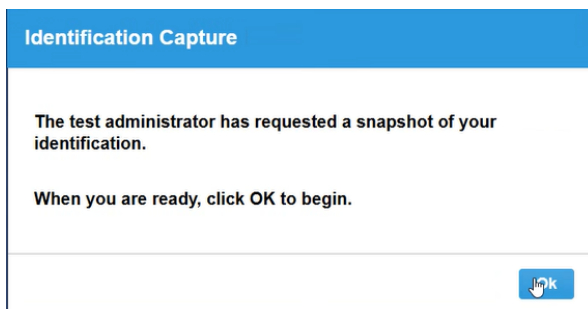 Identification Capture
The test administrator has requested a snapshot of your
identification.
When you are ready, click OK to begin.
Ok